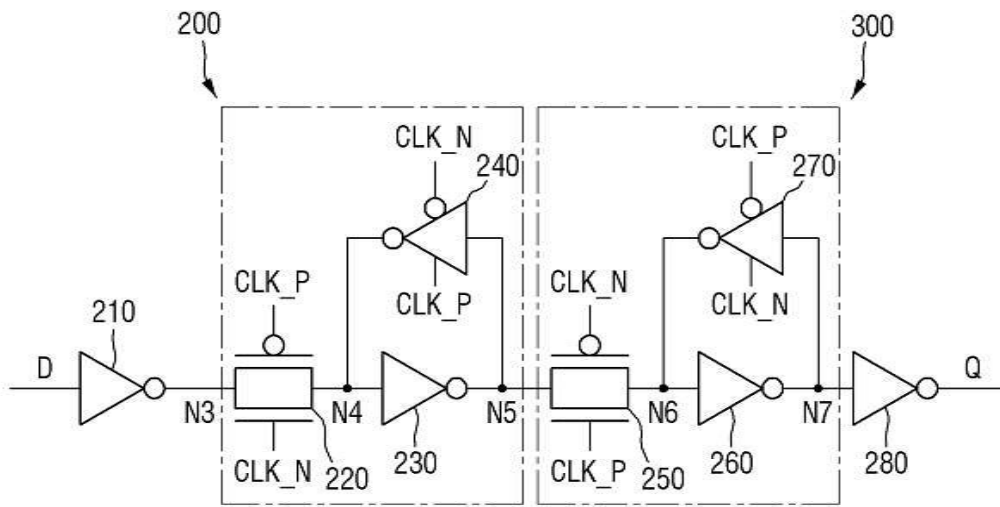 200
300
CLK_N
240
CLK_P
270
CLK_P
CLK_P
CLK_N
CLK_N
210
D
N3
N4
N5
N6
N7
Q
CLK_N
220
230
CLK_P
250
260
280